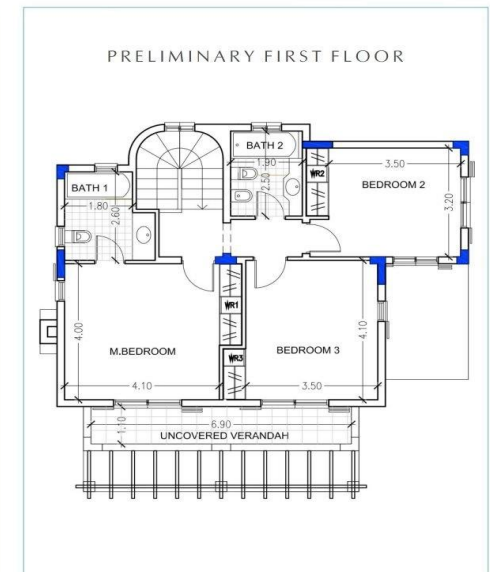 PRELIMINARY FIRST FLOOR
BATH 2
1.90
2.50
WR2
3.50
BEDROOM 2
3.20
BATH 1
1.80
2.60
WR1
4.00
M.BEDROOM
4.10
WR3
BEDROOM 3
4.10
3.50
1.10
6.90
UNCOVERED VERANDAH